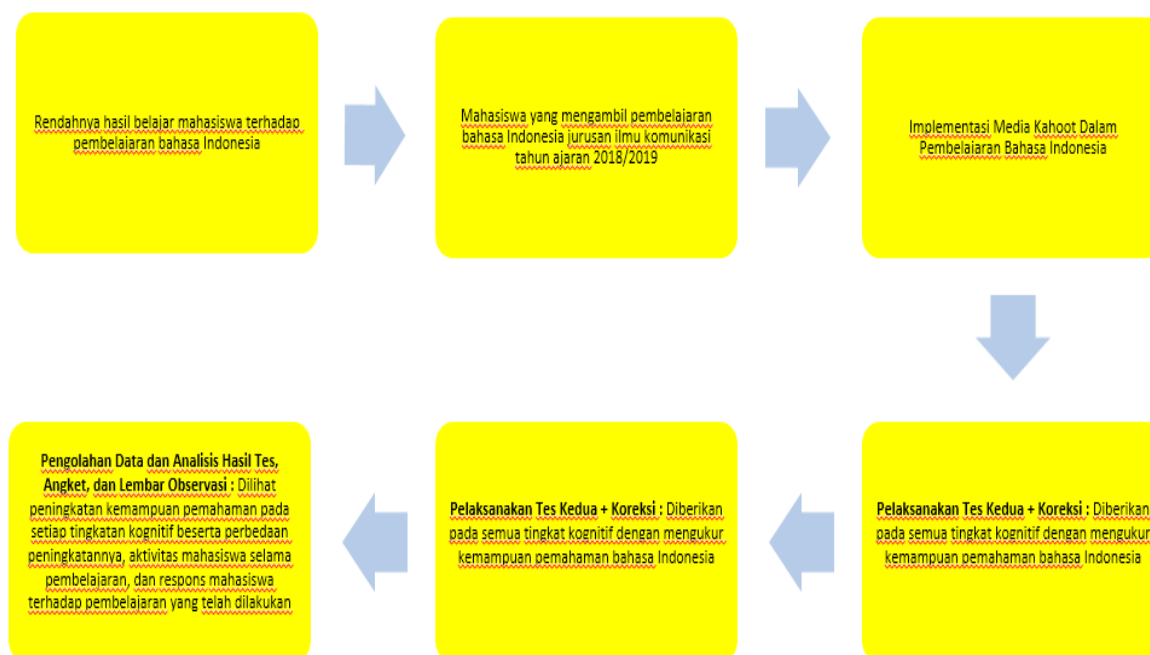 Rendahnya hasil belajar mahasiswa terhadap
pembelajaran bahasa Indonesia
Mahasiswa yang mengambil pembelajaran
bahasa Indonesia jurusan ilmu komunikasi
tahun ajaran 2018/2019
Implementasi Media Kahoot Dalam
Pembelajaran Bahasa Indonesia
Pelaksanakan Tes Kedua + Koreksi : Diberikan
pada semua tingkat kognitif dengan mengukur
kemampuan pemahaman bahasa Indonesia
Pelaksanakan Tes Kedua + Koreksi : Diberikan
pada semua tingkat kognitif dengan mengukur
kemampuan pemahaman bahasa Indonesia
Pengolahan Data dan Analisis Hasil Tes,
Angket, dan Lembar Observasi : Dilihat
peningkatan kemampuan pemahaman pada
setiap tingkatan kognitif beserta perbedaan
peningkatannya, aktivitas mahasiswa selama
pembelajaran, dan respons mahasiswa
terhadap pembelajaran yang telah dilakukan